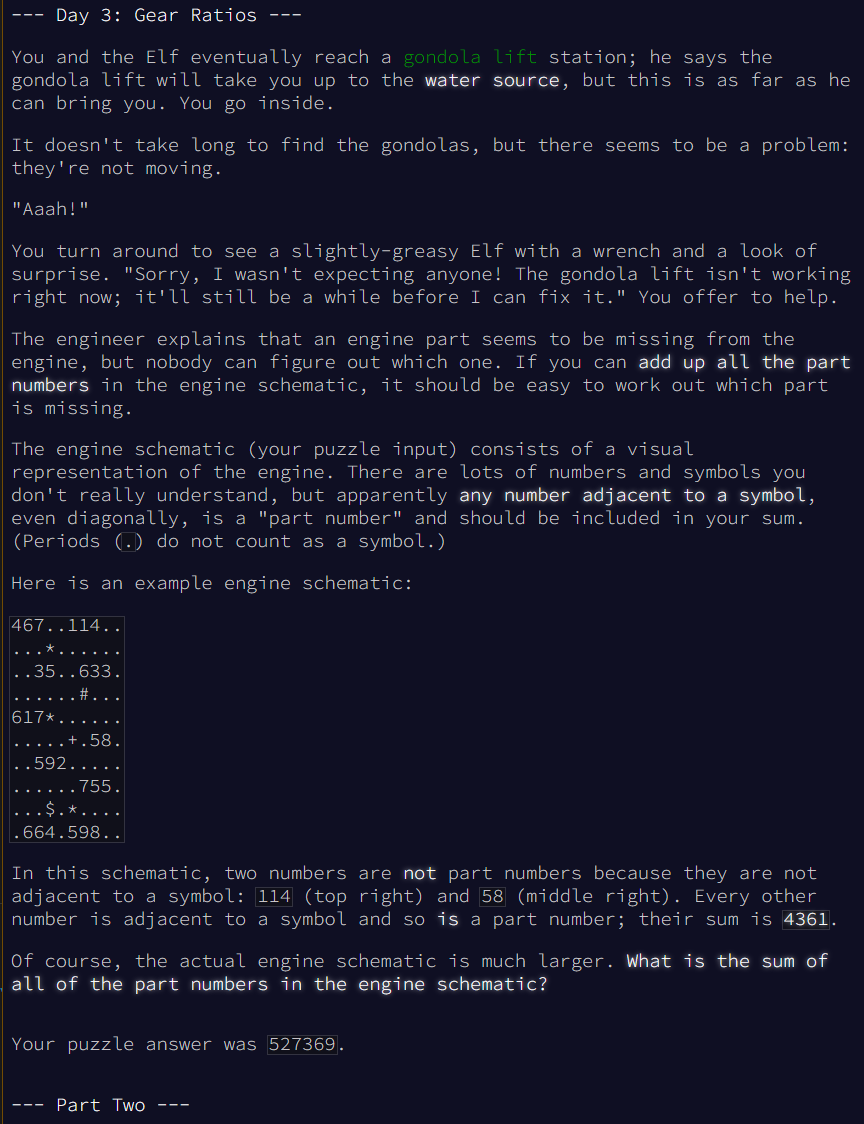 --- Day 3: Gear Ratios ---
You and the Elf eventually reach a gondola lift station; he says the
gondola lift will take you up to the water source, but this is as far as he
can bring you. You go inside.
It doesn't take long to find the gondolas, but there seems to be a problem:
they're not moving.
"Aaah!"
You turn around to see a slightly-greasy Elf with a wrench and a look of
surprise. "Sorry, I wasn't expecting anyone! The gondola lift isn't working
right now; it'll still be a while before I can fix it." You offer to help.
The engineer explains that an engine part seems to be missing from the
engine, but nobody can figure out which one. If you can add up all the part
numbers in the engine schematic, it should be easy to work out which part
is missing.
The engine schematic (your puzzle input) consists of a visual
representation of the engine. There are lots of numbers and symbols you
don't really understand, but apparently any number adjacent to a symbol,
even diagonally, is a "part number" and should be included in your sum.
(Periods (.) do not count as a symbol.)
Here is an example engine schematic:
467..114..
...*......
..35..633.
......#...
617*......
.....+.58.
..592.....
......755.
...$.*....
.664.598..
In this schematic, two numbers are not part numbers because they are not
adjacent to a symbol: 114 (top right) and 58 (middle right). Every other
number is adjacent to a symbol and so is a part number; their sum is 4361.
Of course, the actual engine schematic is much larger. What is the sum of
all of the part numbers in the engine schematic?
Your puzzle answer was 527369.
--- Part Two ---